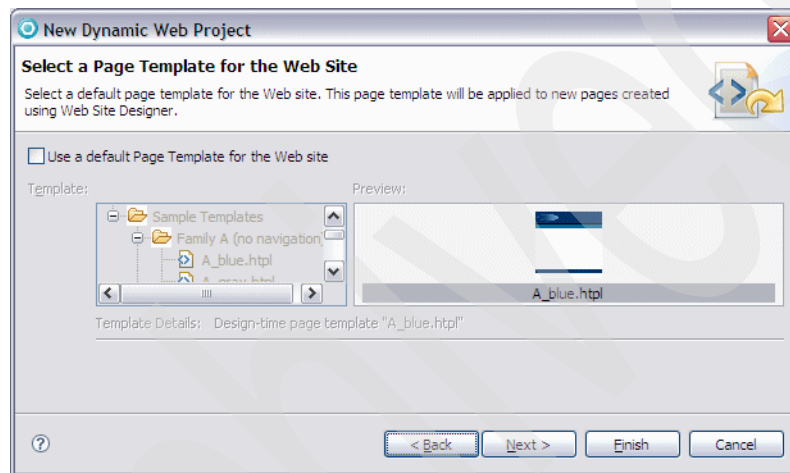 New Dynamic Web Project
Select a Page Template for the Web Site
Select a default page template for the Web site. This page template will be applied to new pages created
using Web Site Designer.
Use a default Page Template for the Web site
Template:
Preview:
Sample Templates
Family A (no navigation)
A_blue.htpl
A_gray.htpl
A_blue.htpl
Template Details: Design-time page template "A_blue.htpl"
< Back
Next >
Finish
Cancel